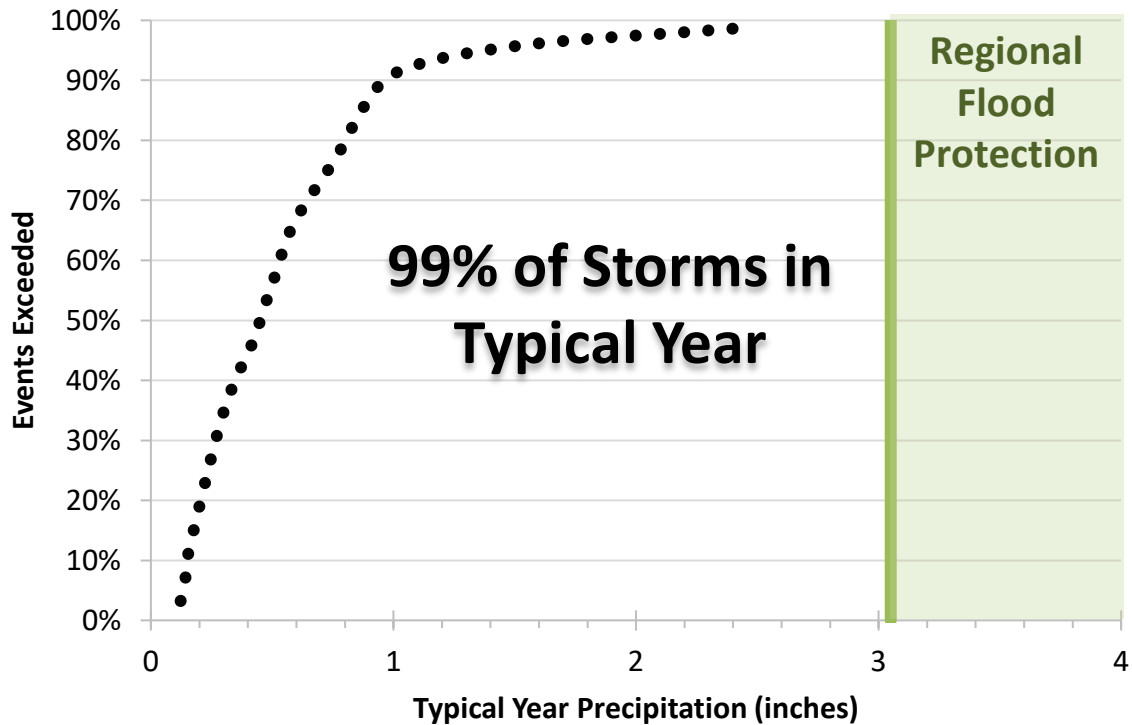 100%
90%
80%
70%
60%
50%
40%
30%
20%
10%
0%
Events Exceeded
Regional
Flood
Protection
99% of Storms in
Typical Year
0 1 2 3 4
Typical Year Precipitation (inches)